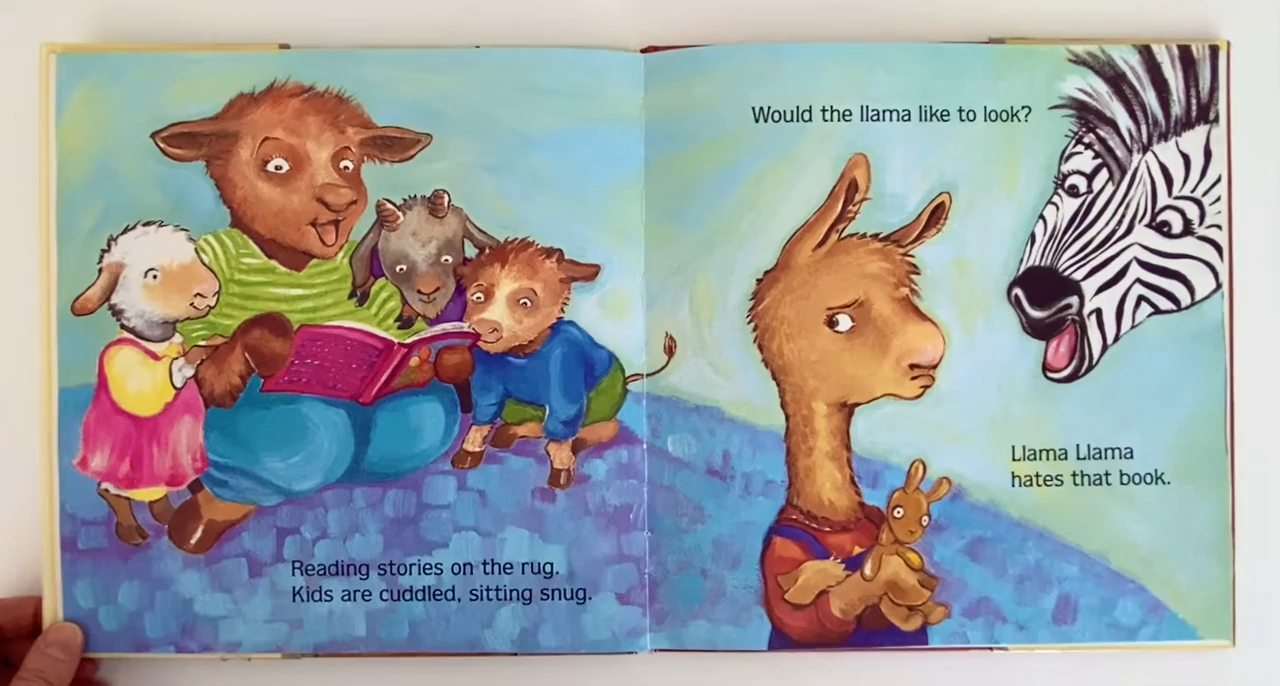 Reading stories on the rug.
Kids are cuddled, sitting snug.
Would the llama like to look?
Llama Llama
hates that book.